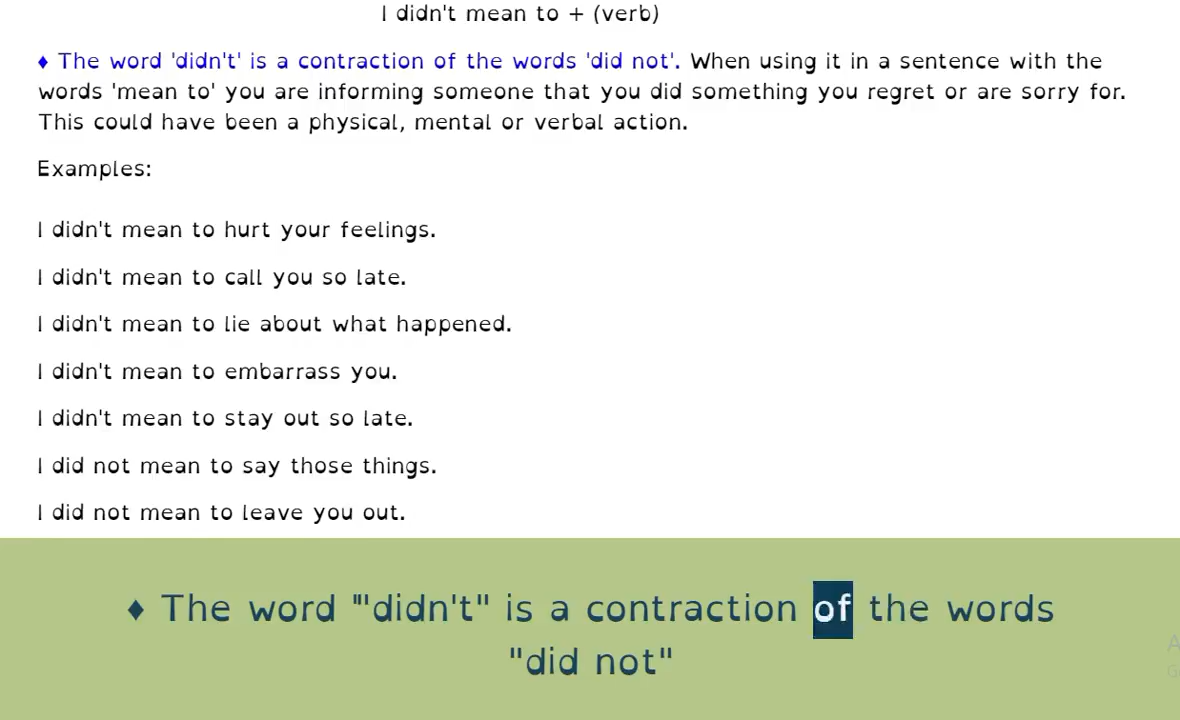 I didn't mean to + (verb)
♦ The word 'didn't' is a contraction of the words 'did not'. When using it in a sentence with the
words 'mean to' you are informing someone that you did something you regret or are sorry for.
This could have been a physical, mental or verbal action.
Examples:
I didn't mean to hurt your feelings.
I didn't mean to call you so late.
I didn't mean to lie about what happened.
I didn't mean to embarrass you.
I didn't mean to stay out so late.
I did not mean to say those things.
I did not mean to leave you out.
♦ The word "'didn't" is a contraction of the words
"did not"